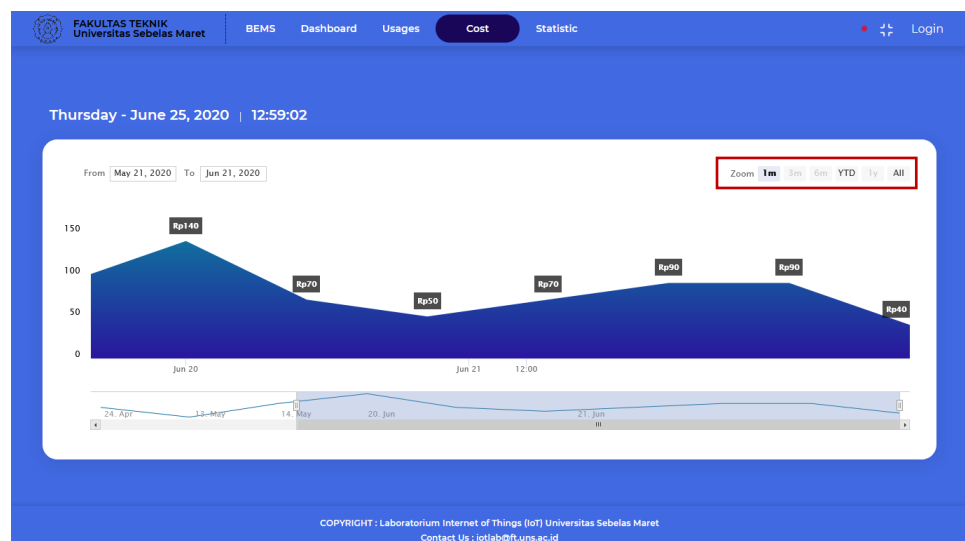 FAKULTAS TEKNIK
Universitas Sebelas Maret
BEMS Dashboard Usages Cost Statistic Login
Thursday - June 25, 2020 | 12:59:02
From May 21, 2020 To Jun 21, 2020
Zoom 1m 3m 6m YTD 1y All
150
100
50
0
Rp140
Rp70
Rp50
Rp70
Rp90
Rp90
Rp40
Jun 20 Jun 21 12:00
24. Apr 13. May 14. May 20. Jun 21. Jun
COPYRIGHT : Laboratorium Internet of Things (IoT) Universitas Sebelas Maret
Contact Us : iotlab@ft.uns.ac.id